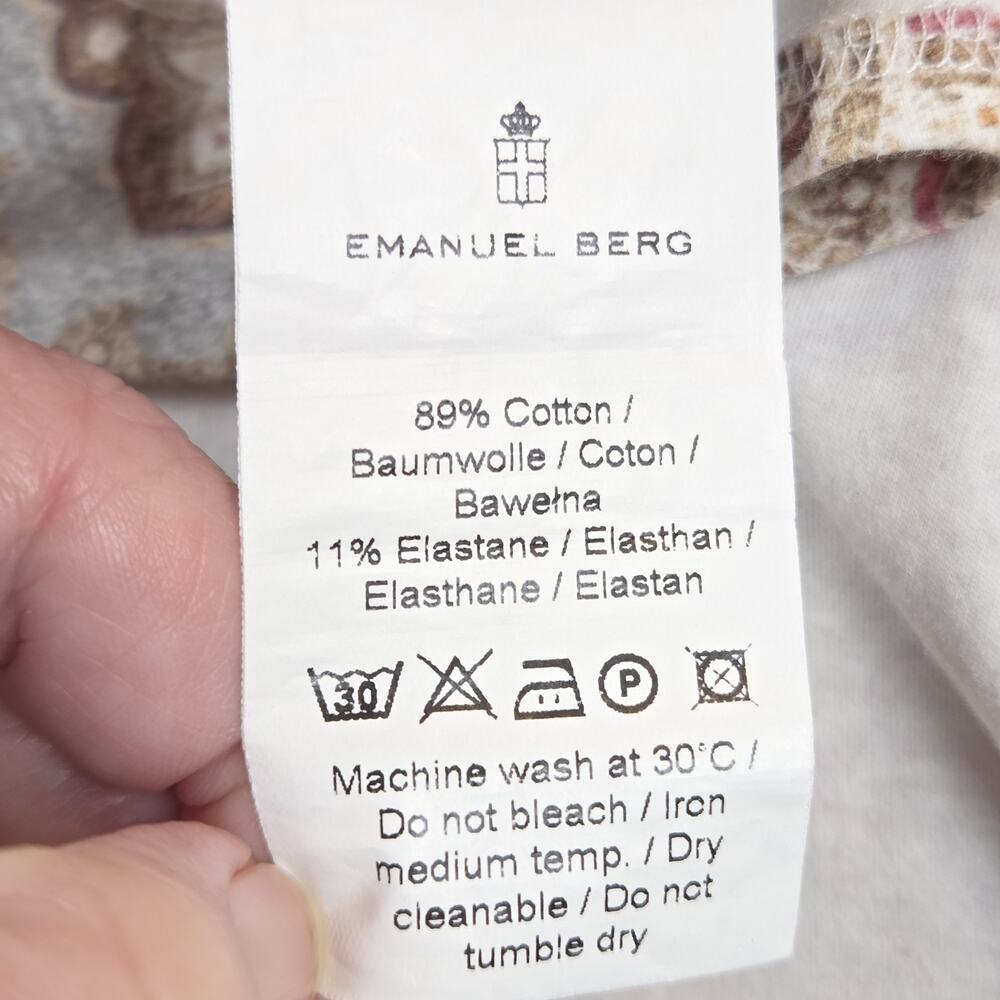 EMANUEL BERG
89% Cotton /
Baumwolle / Coton /
Bawełna
11% Elastane / Elasthan /
Elasthane / Elastan
30 P
Machine wash at 30°C /
Do not bleach / Iron
medium temp. / Dry
cleanable / Do not
tumble dry